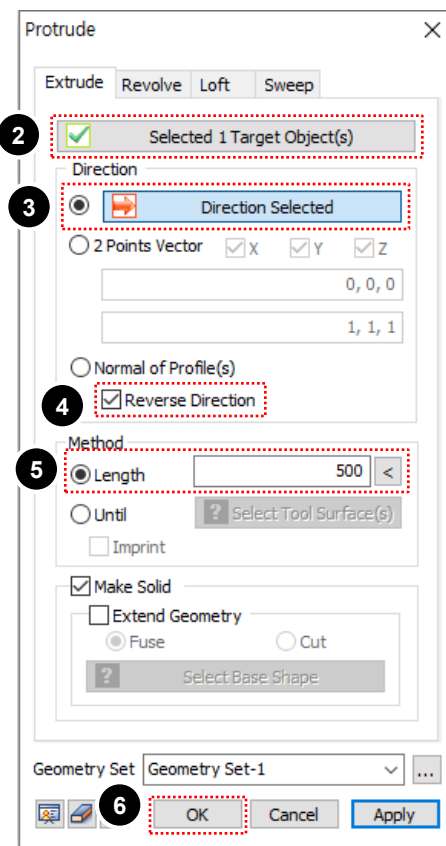 Protrude
Extrude Revolve Loft Sweep
2 Selected 1 Target Object(s)
Direction
3 Direction Selected
2 Points Vector X Y Z
0, 0, 0
1, 1, 1
Normal of Profile(s)
4 Reverse Direction
Method
5 Length 500 <
Until ? Select Tool Surface(s)
Imprint
Make Solid
Extend Geometry
Fuse Cut
? Select Base Shape
Geometry Set Geometry Set-1 ...
6 OK Cancel Apply